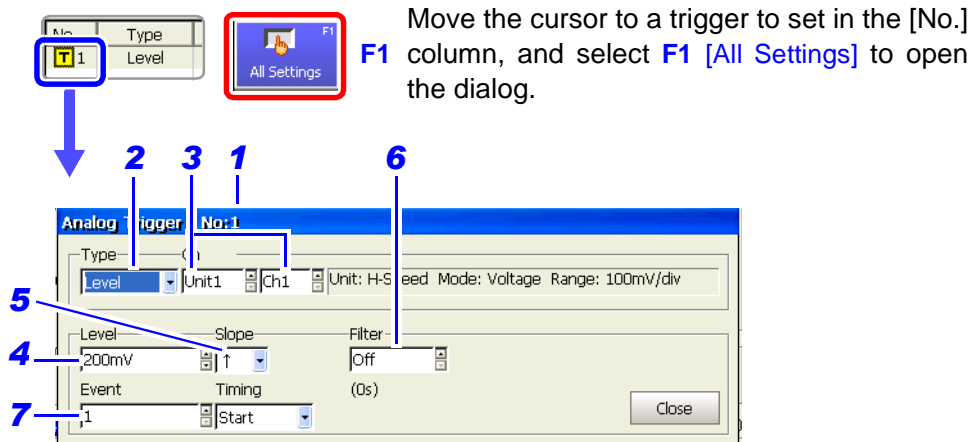 No. Type
T 1 Level
F1
All Settings
F1
Move the cursor to a trigger to set in the [No.]
column, and select F1 [All Settings] to open
the dialog.
2 3 1 6
Analog Trigger No:1
Type Ch
Level Unit1 Ch1 Unit: H-Speed Mode: Voltage Range: 100mV/div
5
Level Slope Filter
4 200mV ↑ Off
Event Timing (0s)
7 1 Start Close